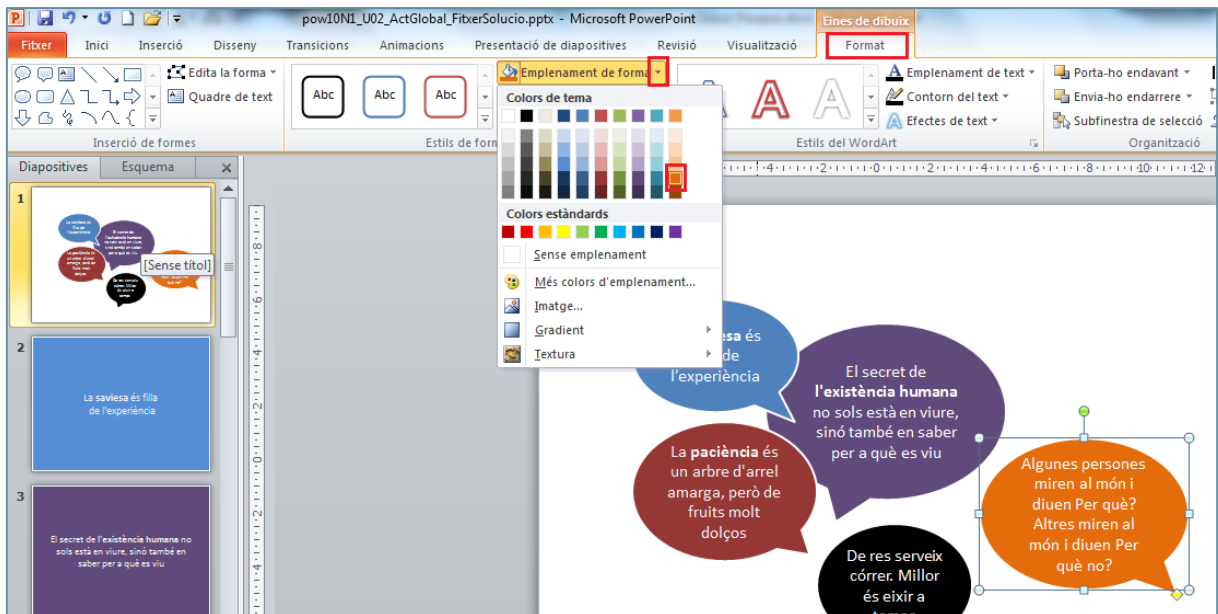 pow10N1_U02_ActGlobal_FitxerSolucio.pptx - Microsoft PowerPoint
Eines de dibuix
Fitxer Inici Inserció Disseny Transicions Animacions Presentació de diapositives Revisió Visualització Format
Edita la forma
Quadre de text
Inserció de formes
Abc Abc Abc
Estils de form
Emplenament de forma
Emplenament de text
Contorn del text
Efectes de text
Estils del WordArt
Porta-ho endavant
Envia-ho endarrere
Subfinestra de selecció
Organització
Colors de tema
Colors estàndards
Sense emplenament
Més colors d'emplenament...
Imatge...
Gradient
Textura
Diapositives Esquema
1
[Sense títol]
2
La saviesa és filla
de l'experiència
3
El secret de l'existència humana no
sols està en viure, sinó també en
saber per a què es viu
esa és
de
l'experiència
El secret de
l'existència humana
no sols està en viure,
sinó també en saber
per a què es viu
La paciència és
un arbre d'arrel
amarga, però de
fruits molt
dolços
De res serveix
córrer. Millor
és eixir a
Algunes persones
miren al món i
diuen Per què?
Altres miren al
món i diuen Per
què no?